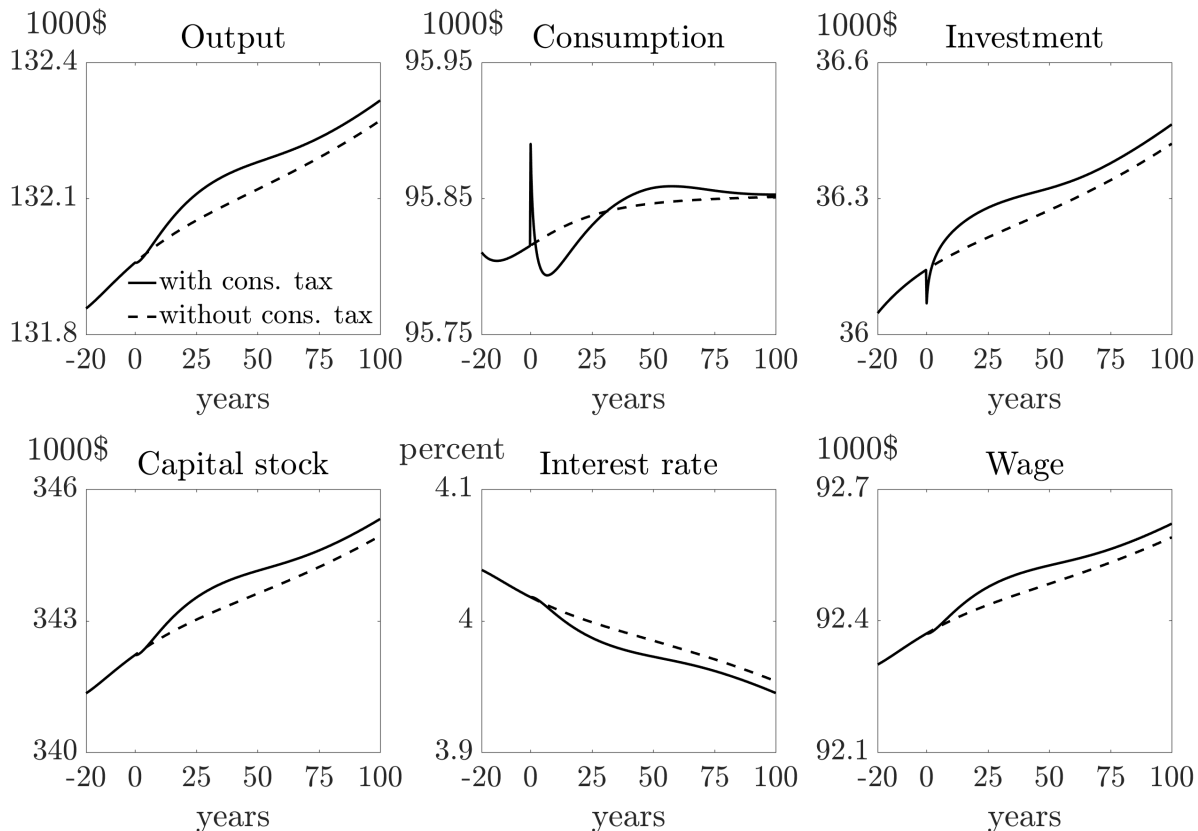 1000$ Output
132.4
132.1
131.8
with cons. tax
without cons. tax
-20 0 25 50 75 100
years
1000$ Consumption
95.95
95.85
95.75
-20 0 25 50 75 100
years
1000$ Investment
36.6
36.3
36
-20 0 25 50 75 100
years
1000$ Capital stock
346
343
340
-20 0 25 50 75 100
years
percent Interest rate
4.1
4
3.9
-20 0 25 50 75 100
years
1000$ Wage
92.7
92.4
92.1
-20 0 25 50 75 100
years